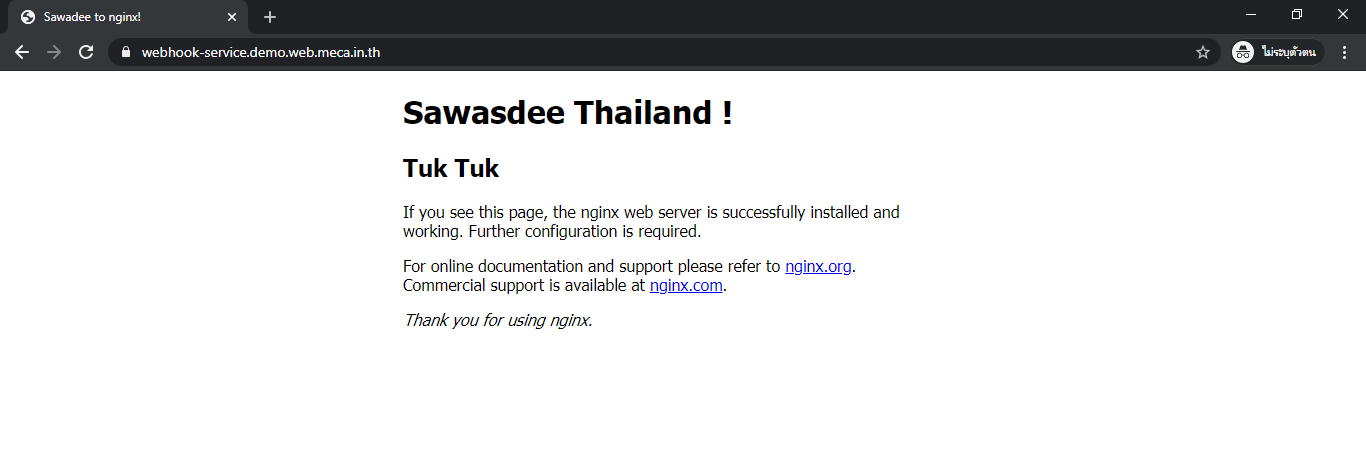 Sawadee to nginx!
webhook-service.demo.web.meca.in.th
ไม่ระบุตัวตน
Sawasdee Thailand !
Tuk Tuk
If you see this page, the nginx web server is successfully installed and
working. Further configuration is required.
For online documentation and support please refer to nginx.org.
Commercial support is available at nginx.com.
Thank you for using nginx.